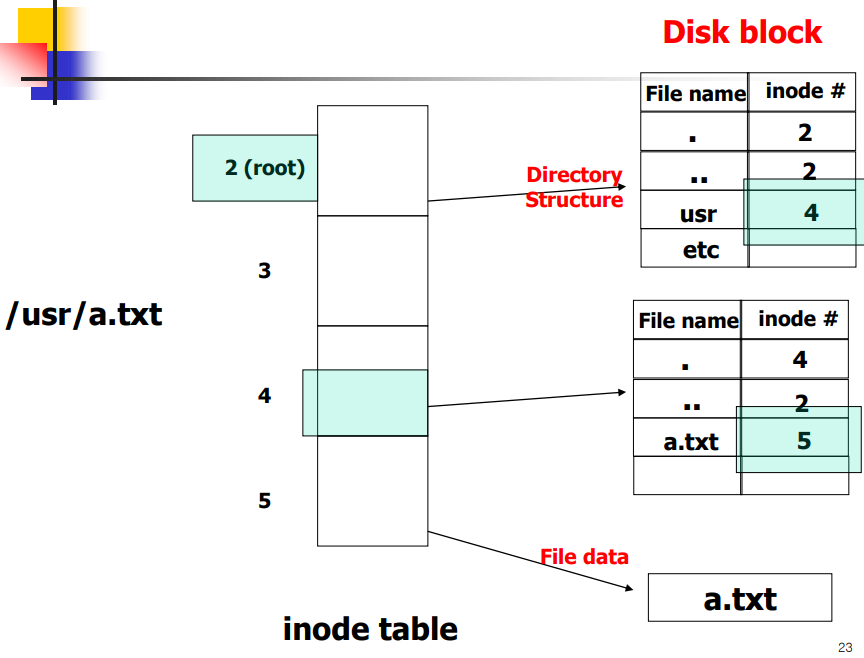 Disk block
File name inode #
. 2
.. 2
usr 4
etc
2 (root)
Directory
Structure
3
/usr/a.txt
File name inode #
. 4
.. 2
a.txt 5
4
5
File data
a.txt
inode table
23